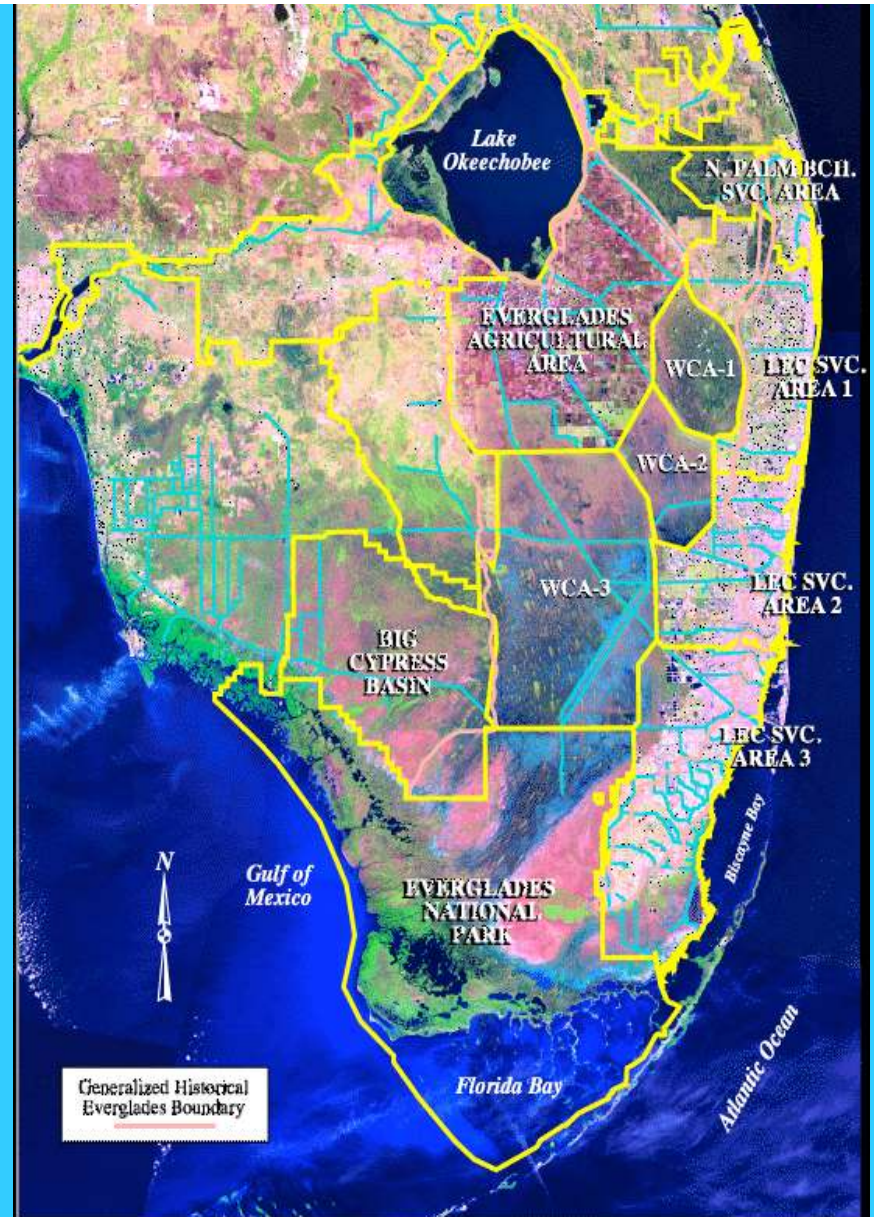 Lake
Okeechobee
N. PALM BCH.
SVC. AREA
EVERGLADES
AGRICULTURAL
AREA
WCA-1
LEC SVC.
AREA 1
WCA-2
WCA-3
LEC SVC.
AREA 2
BIG
CYPRESS
BASIN
LEC SVC.
AREA 3
Biscayne Bay
N
Gulf of
Mexico
EVERGLADES
NATIONAL
PARK
Florida Bay
Atlantic Ocean
Generalized Historical
Everglades Boundary